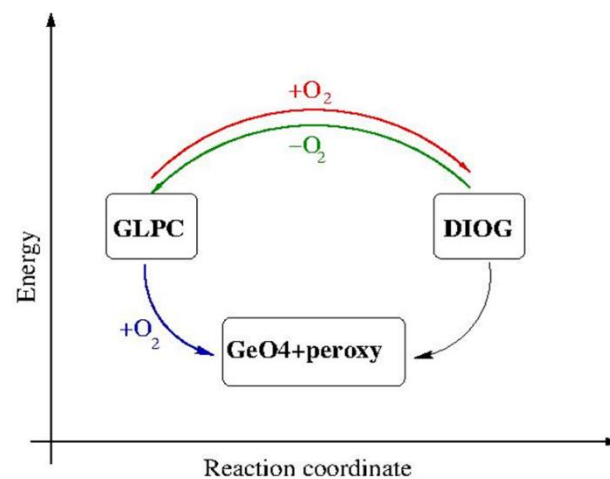 +O₂
−O₂
GLPC
DIOG
+O₂
GeO4+peroxy
Energy
Reaction coordinate